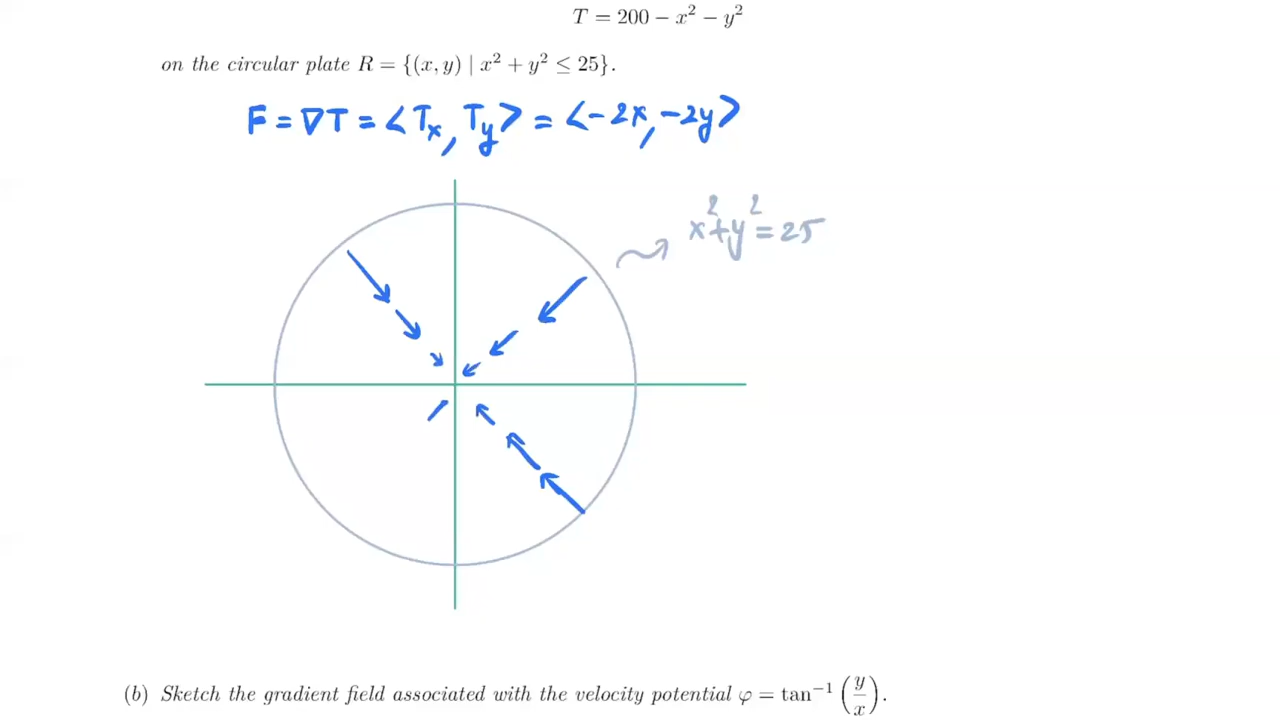 T = 200 − x² − y²
on the circular plate R = {(x, y) | x² + y² ≤ 25}.
F = ∇T = <Tx, Ty> = <-2x, -2y>
x² + y² = 25
(b) Sketch the gradient field associated with the velocity potential φ = tan⁻¹ (y/x).